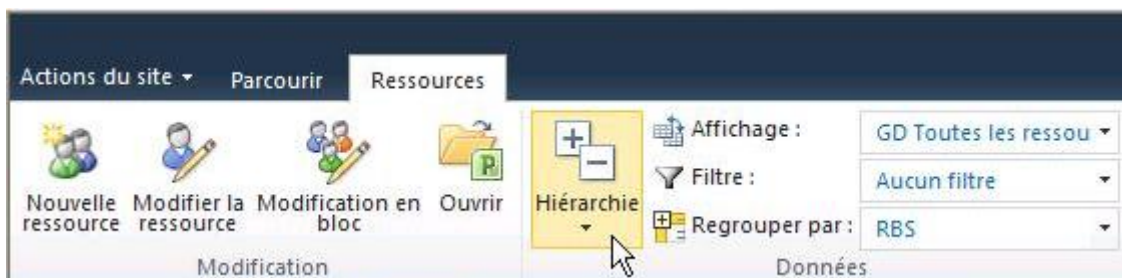 Actions du site Parcourir Ressources
Nouvelle
ressource
Modifier la
ressource
Modification en
bloc
Ouvrir
Modification
Hiérarchie
Affichage : GD Toutes les ressou
Filtre : Aucun filtre
Regrouper par : RBS
Données